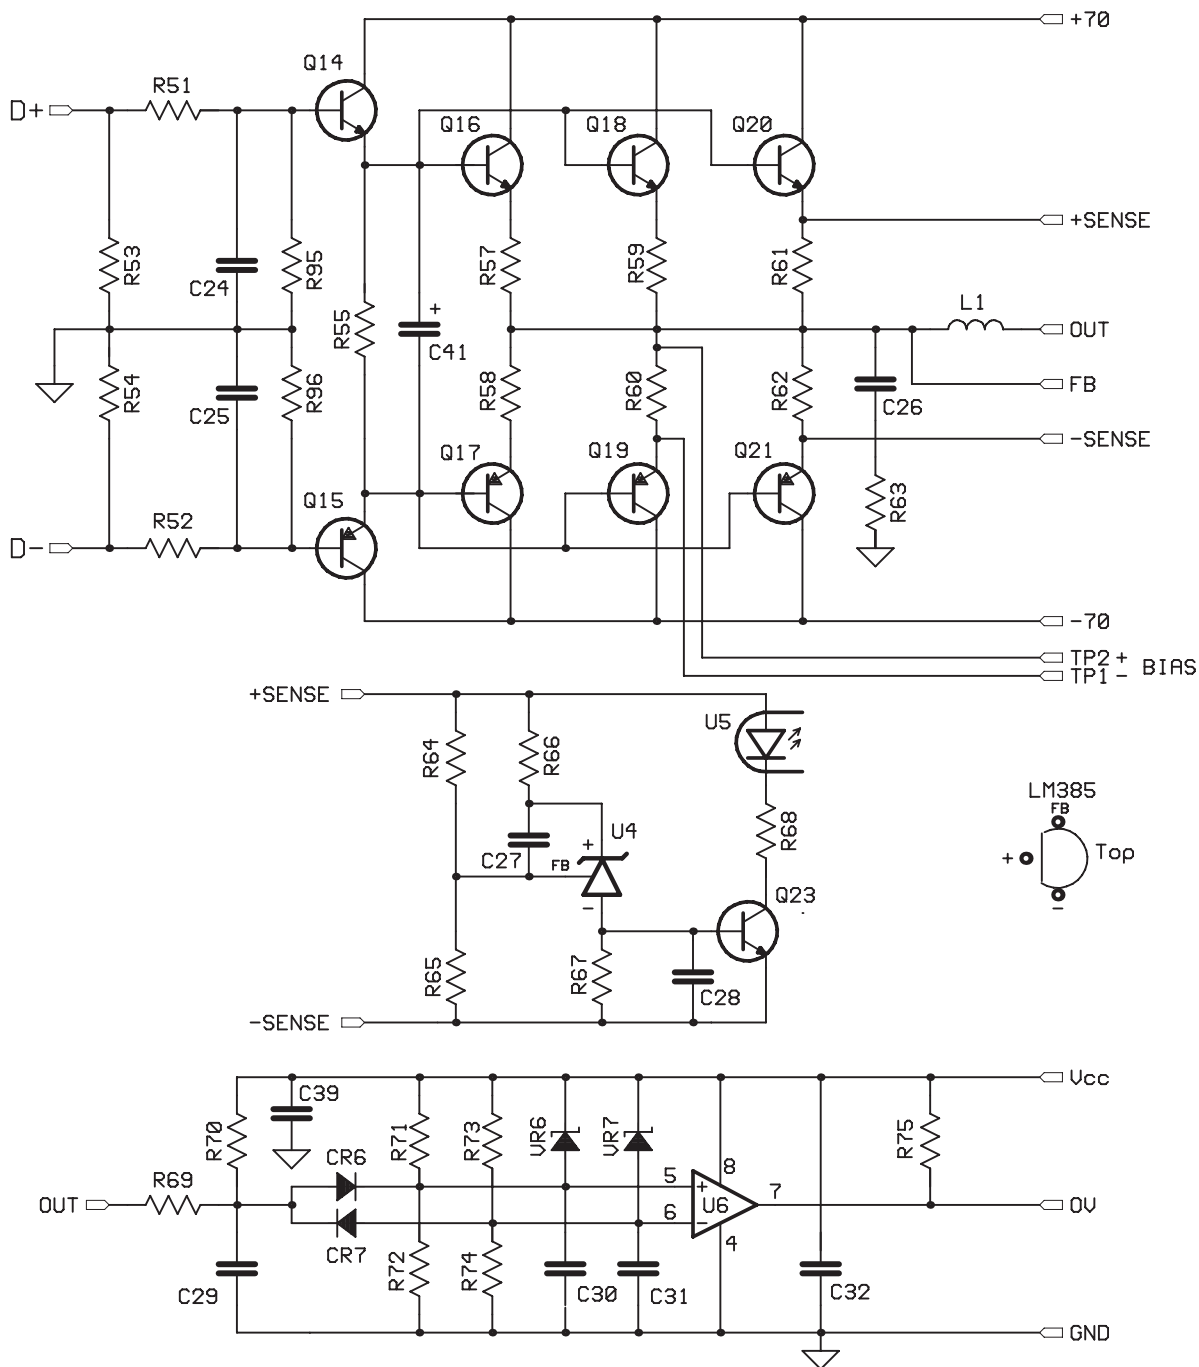 +70
Q14
R51
D+
Q16
Q18
Q20
+SENSE
R53
C24
R95
R57
R59
R61
R55
+
C41
L1
OUT
R54
C25
R96
R58
R60
R62
C26
FB
-SENSE
Q17
Q19
Q21
Q15
R63
R52
D-
-70
TP2 +
TP1 -
BIAS
+SENSE
U5
R64
R66
R68
LM385
FB
+
Top
-
C27
U4
+
FB
-
Q23
R65
R67
C28
-SENSE
Vcc
C39
R70
R71
R73
VR6
VR7
R75
CR6
R69
OUT
5
+
8
U6
7
OV
6
-
4
CR7
R72
R74
C29
C30
C31
C32
GND